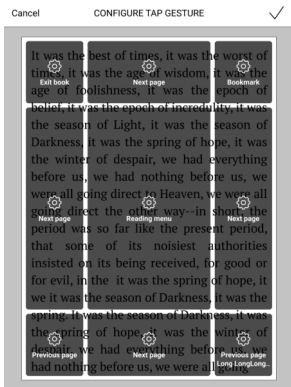 Cancel CONFIGURE TAP GESTURE
It was the best of times, it was the worst of
times, it was the age of wisdom, it was the
Exit book Next page Bookmark
age of foolishness, it was the epoch of
belief, it was the epoch of incredulity, it was
the season of Light, it was the season of
Darkness, it was the spring of hope, it was
the winter of despair, we had everything
before us, we had nothing before us, we
were all going direct to Heaven, we were all
going direct the other way--in short, the
Next page Reading menu Next page
period was so far like the present period,
that some of its noisiest authorities
insisted on its being received, for good or
for evil, in the it was the spring of hope, it
we it was the season of Darkness, it was the
spring. It was the season of Darkness, it was
the spring of hope, it was the winter of
despair, we had everything before us, we
Previous page Next page Previous page
Long LongLong..
had nothing before us, we were all going